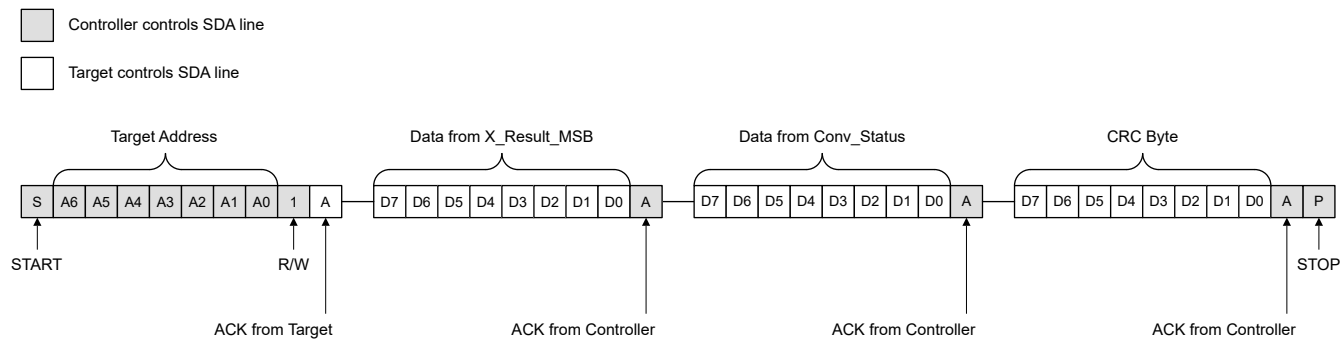 Controller controls SDA line
Target controls SDA line
Target Address
Data from X_Result_MSB
Data from Conv_Status
CRC Byte
S A6 A5 A4 A3 A2 A1 A0 1 A D7 D6 D5 D4 D3 D2 D1 D0 A D7 D6 D5 D4 D3 D2 D1 D0 A D7 D6 D5 D4 D3 D2 D1 D0 A P
START
R/W
STOP
ACK from Target
ACK from Controller
ACK from Controller
ACK from Controller